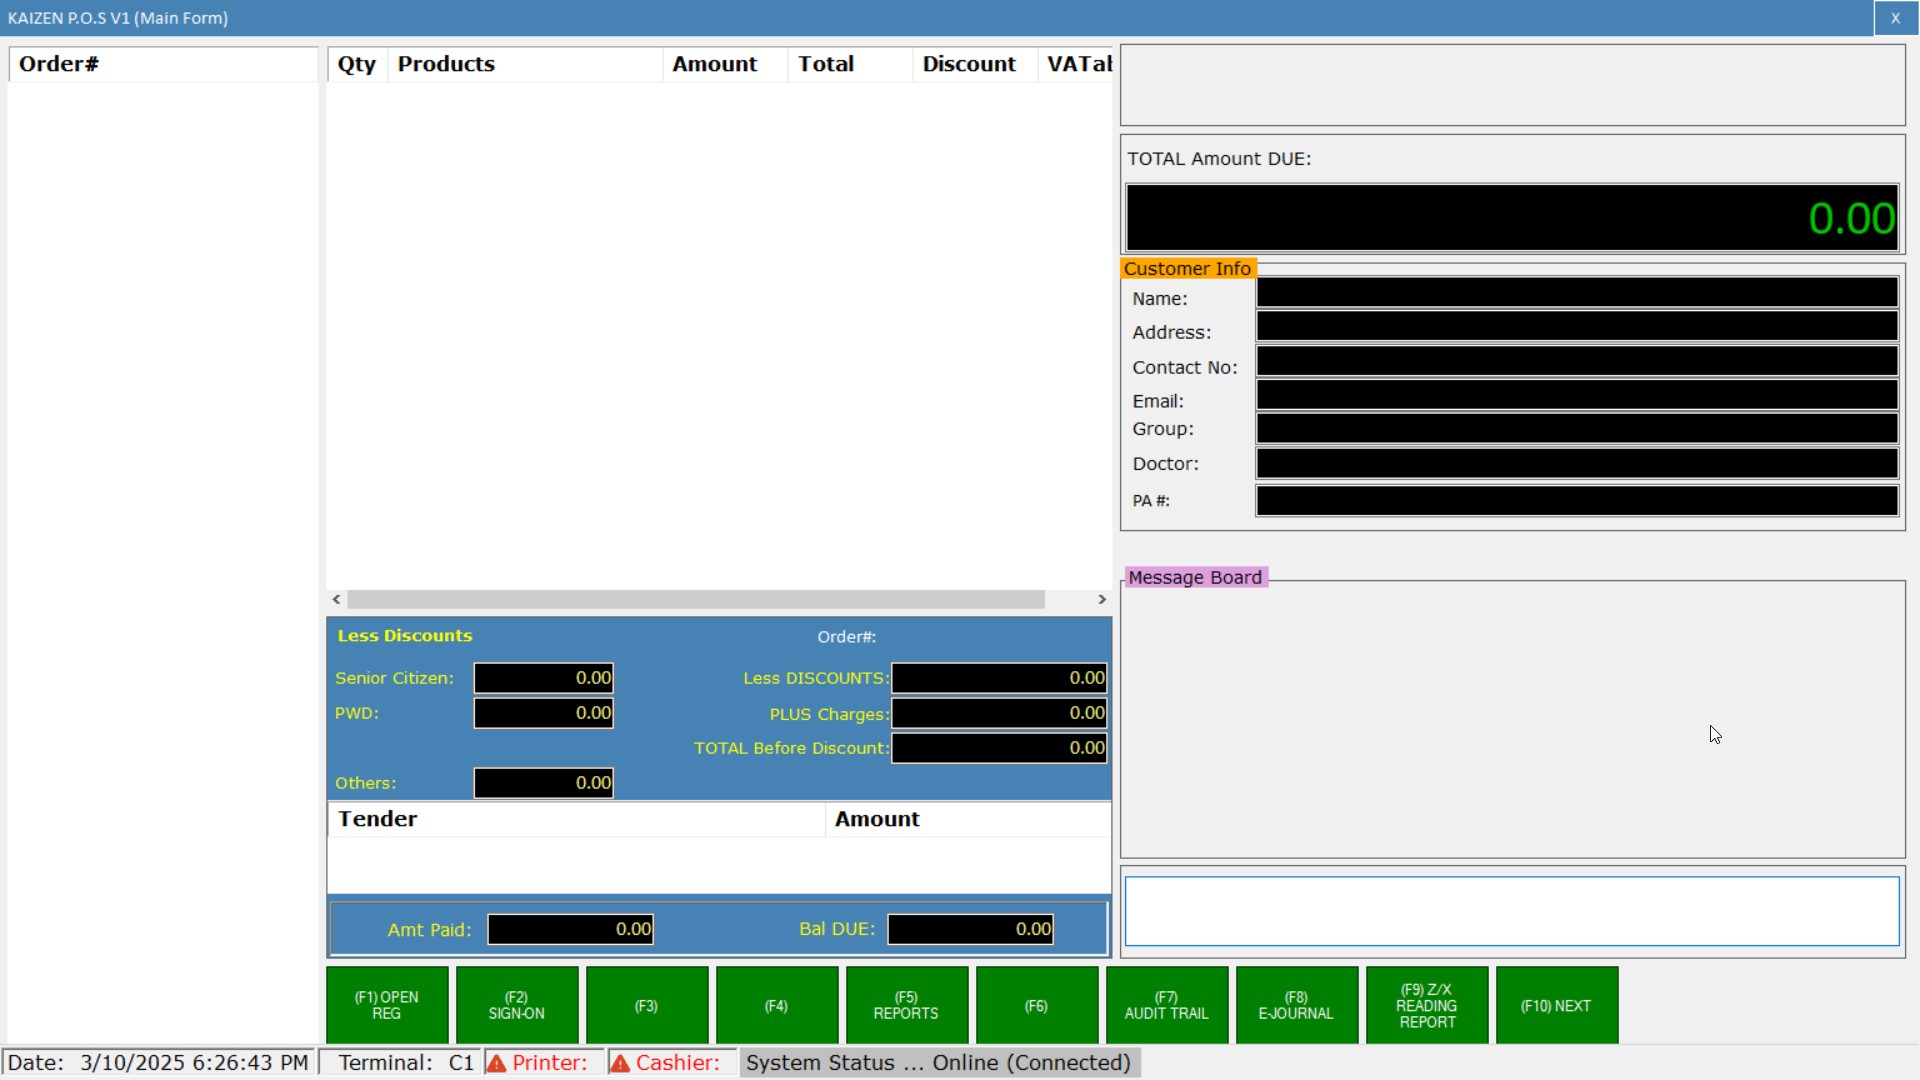 KAIZEN P.O.S V1 (Main Form)
X
Order#
Qty Products Amount Total Discount VATab
TOTAL Amount DUE:
0.00
Customer Info
Name:
Address:
Contact No:
Email:
Group:
Doctor:
PA #:
Message Board
Less Discounts
Order#:
Senior Citizen: 0.00
Less DISCOUNTS: 0.00
PWD: 0.00
PLUS Charges: 0.00
TOTAL Before Discount: 0.00
Others: 0.00
Tender Amount
Amt Paid: 0.00
Bal DUE: 0.00
(F1) OPEN
REG
(F2)
SIGN-ON
(F3)
(F4)
(F5)
REPORTS
(F6)
(F7)
AUDIT TRAIL
(F8)
E-JOURNAL
(F9) Z/X
READING
REPORT
(F10) NEXT
Date: 3/10/2025 6:26:43 PM Terminal: C1 Printer: Cashier: System Status ... Online (Connected)